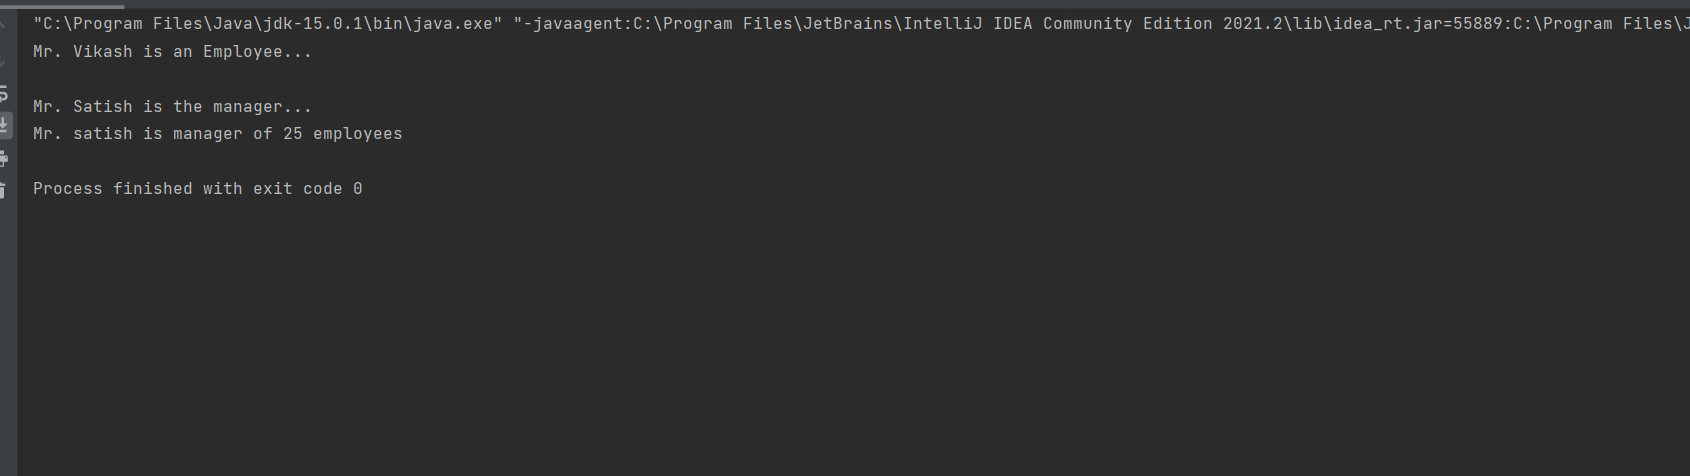 "C:\Program Files\Java\jdk-15.0.1\bin\java.exe" "-javaagent:C:\Program Files\JetBrains\IntelliJ IDEA Community Edition 2021.2\lib\idea_rt.jar=55889:C:\Program Files\J
Mr. Vikash is an Employee...
Mr. Satish is the manager...
Mr. satish is manager of 25 employees
Process finished with exit code 0